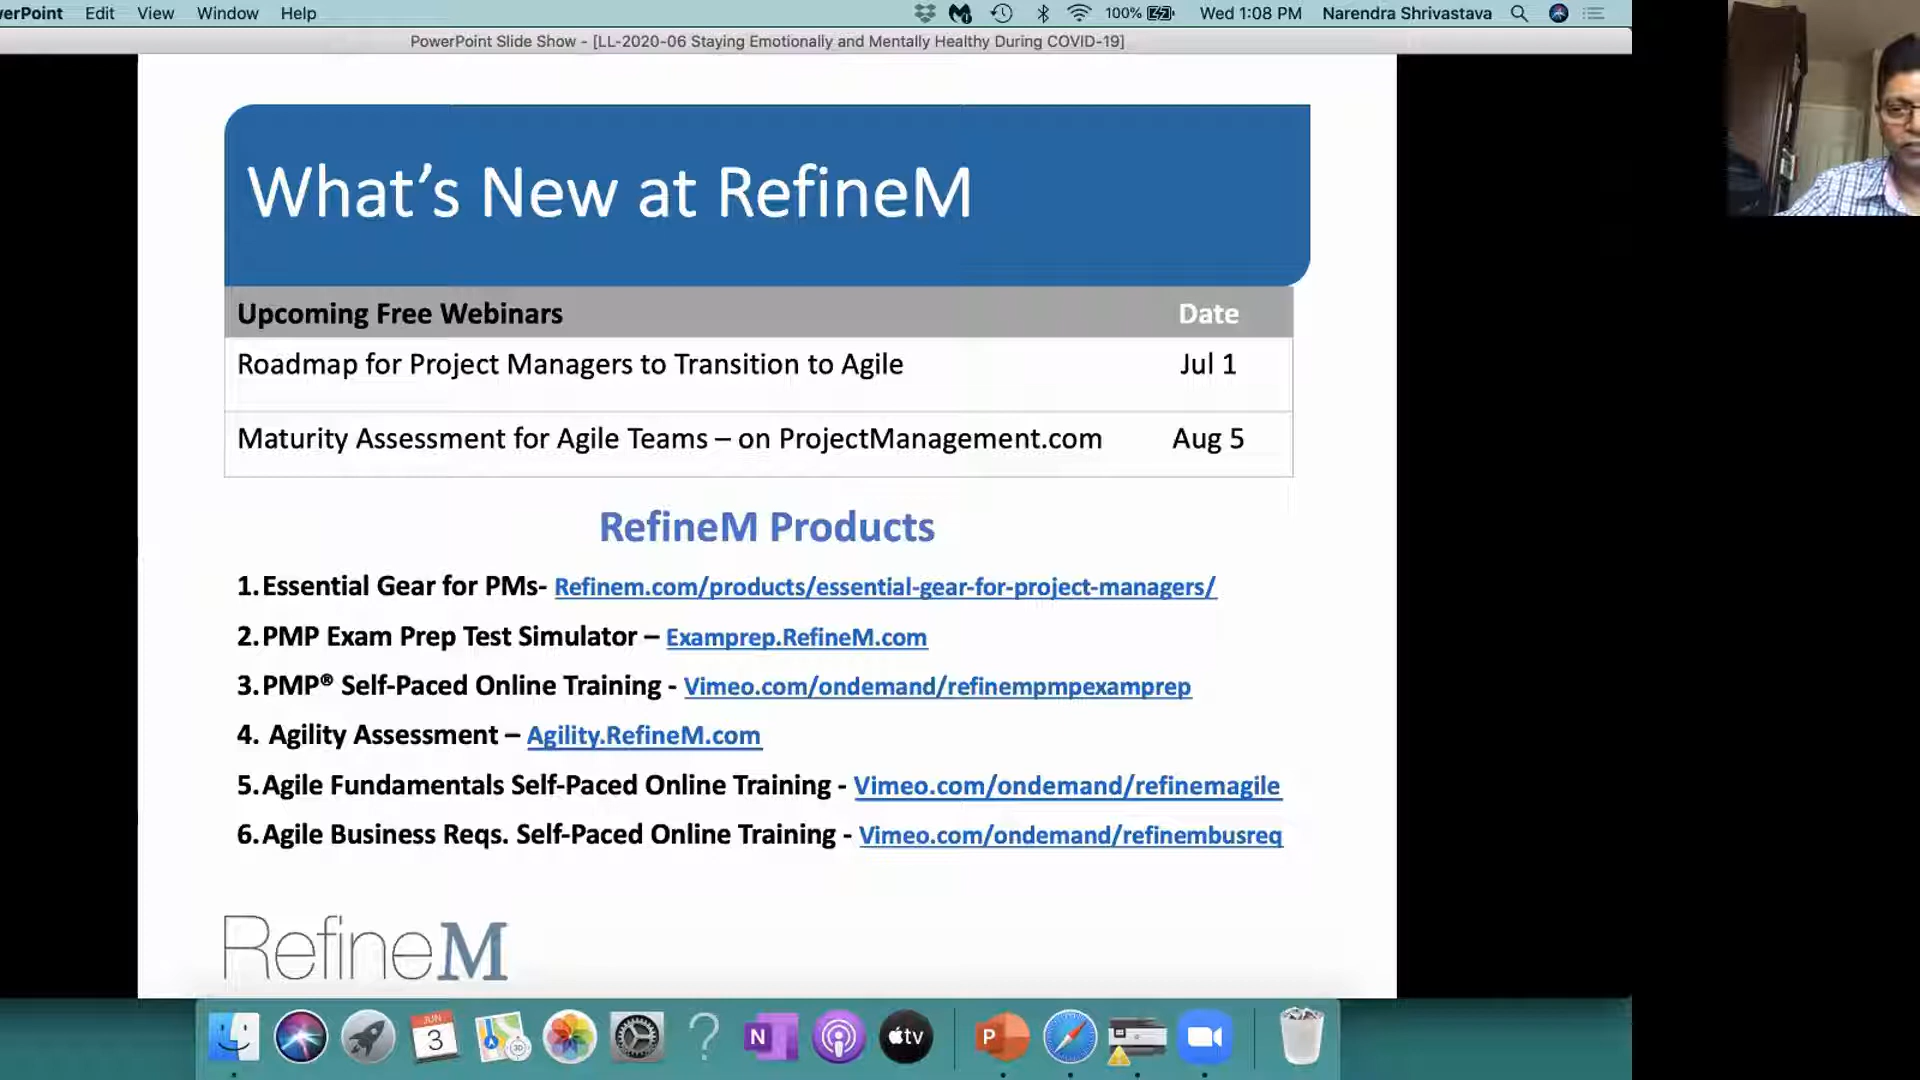 erPoint Edit View Window Help 100% Wed 1:08 PM Narendra Shrivastava
PowerPoint Slide Show - [LL-2020-06 Staying Emotionally and Mentally Healthy During COVID-19]
What's New at RefineM
Upcoming Free Webinars Date
Roadmap for Project Managers to Transition to Agile Jul 1
Maturity Assessment for Agile Teams – on ProjectManagement.com Aug 5
RefineM Products
1. Essential Gear for PMs- Refinem.com/products/essential-gear-for-project-managers/
2. PMP Exam Prep Test Simulator – Examprep.RefineM.com
3. PMP® Self-Paced Online Training - Vimeo.com/ondemand/refinempmpexamprep
4. Agility Assessment – Agility.RefineM.com
5. Agile Fundamentals Self-Paced Online Training - Vimeo.com/ondemand/refinemagile
6. Agile Business Reqs. Self-Paced Online Training - Vimeo.com/ondemand/refinembusreq
RefineM
JUN
3
3D
?
N
tv
P